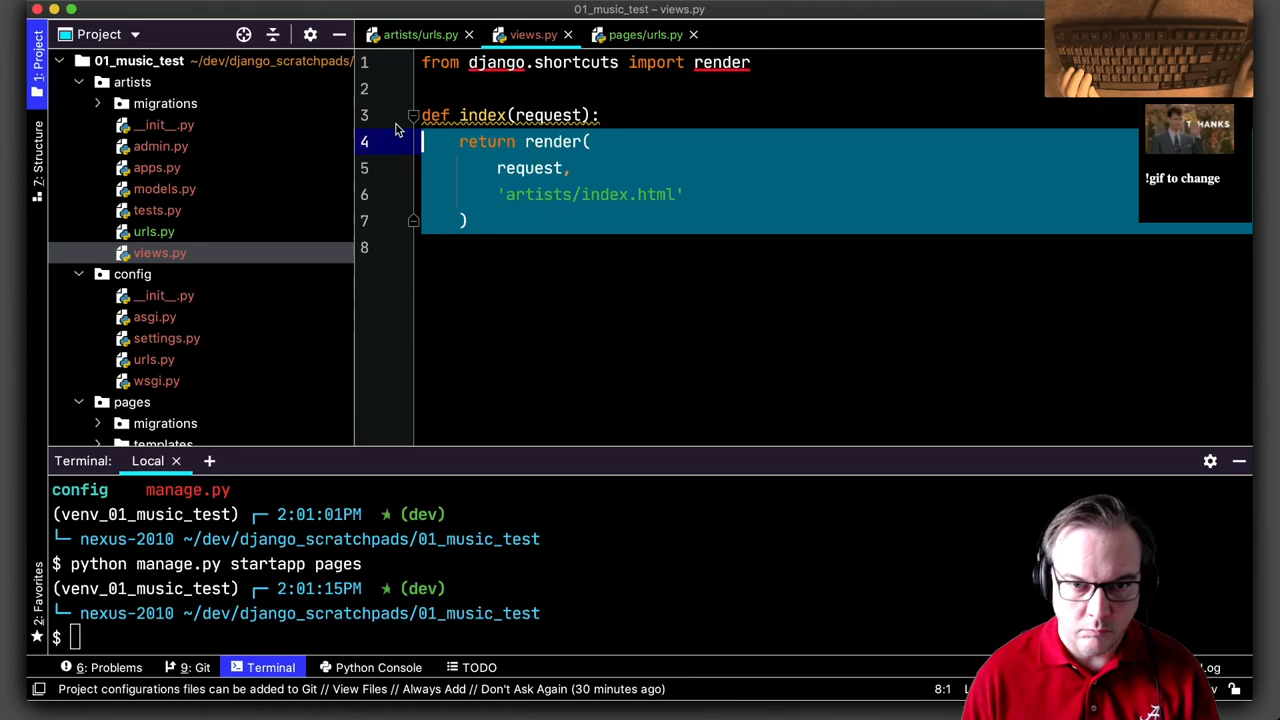 01_music_test – views.py
Project
artists/urls.py
views.py
pages/urls.py
1: Project
7: Structure
2: Favorites
01_music_test ~/dev/django_scratchpads/
artists
migrations
__init__.py
admin.py
apps.py
models.py
tests.py
urls.py
views.py
config
__init__.py
asgi.py
settings.py
urls.py
wsgi.py
pages
migrations
templates
1 from django.shortcuts import render
2
3 def index(request):
4 return render(
5 request,
6 'artists/index.html'
7 )
8
T HANKS
!gif to change
Terminal: Local +
config manage.py
(venv_01_music_test) ┌─ 2:01:01PM ★ (dev)
└─ nexus-2010 ~/dev/django_scratchpads/01_music_test
$ python manage.py startapp pages
(venv_01_music_test) ┌─ 2:01:15PM ★ (dev)
└─ nexus-2010 ~/dev/django_scratchpads/01_music_test
$
6: Problems
9: Git
Terminal
Python Console
TODO
Project configurations files can be added to Git // View Files // Always Add // Don't Ask Again (30 minutes ago)
8:1